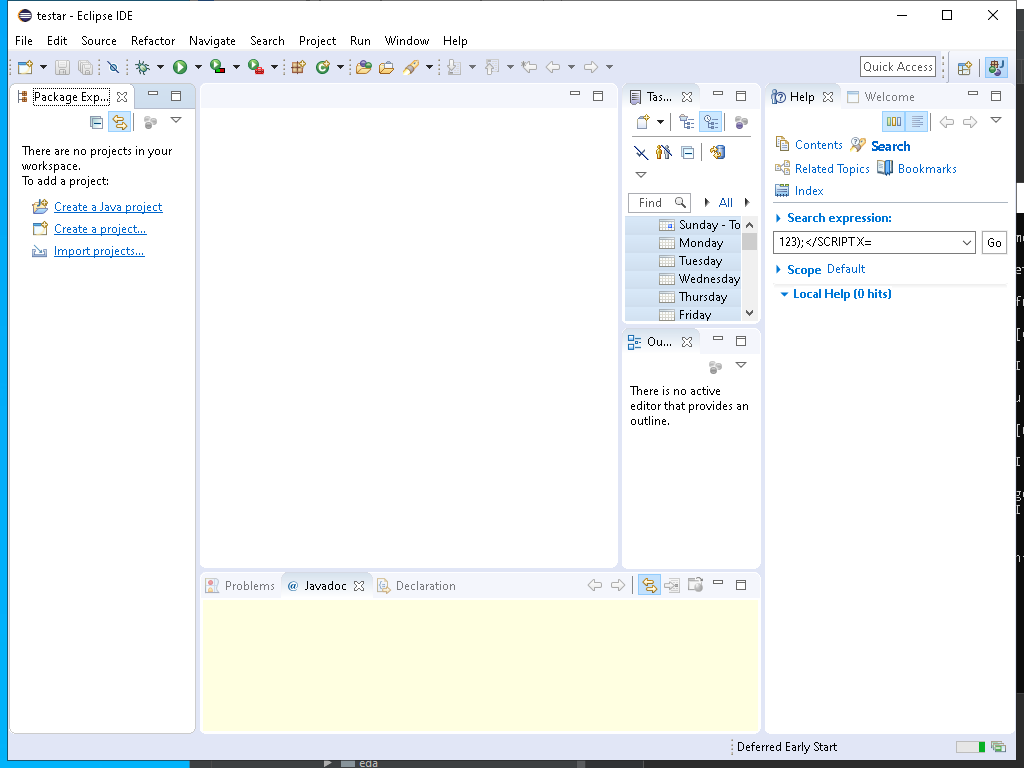 testar - Eclipse IDE
File Edit Source Refactor Navigate Search Project Run Window Help
Quick Access
Package Exp...
There are no projects in your
workspace.
To add a project:
Create a Java project
Create a project...
Import projects...
Tas...
Find
All
Sunday - To
Monday
Tuesday
Wednesday
Thursday
Friday
Ou...
There is no active
editor that provides an
outline.
Help
Welcome
Contents
Search
Related Topics
Bookmarks
Index
Search expression:
123);</SCRIPT X=
Go
Scope Default
Local Help (0 hits)
Problems
@ Javadoc
Declaration
Deferred Early Start
eda